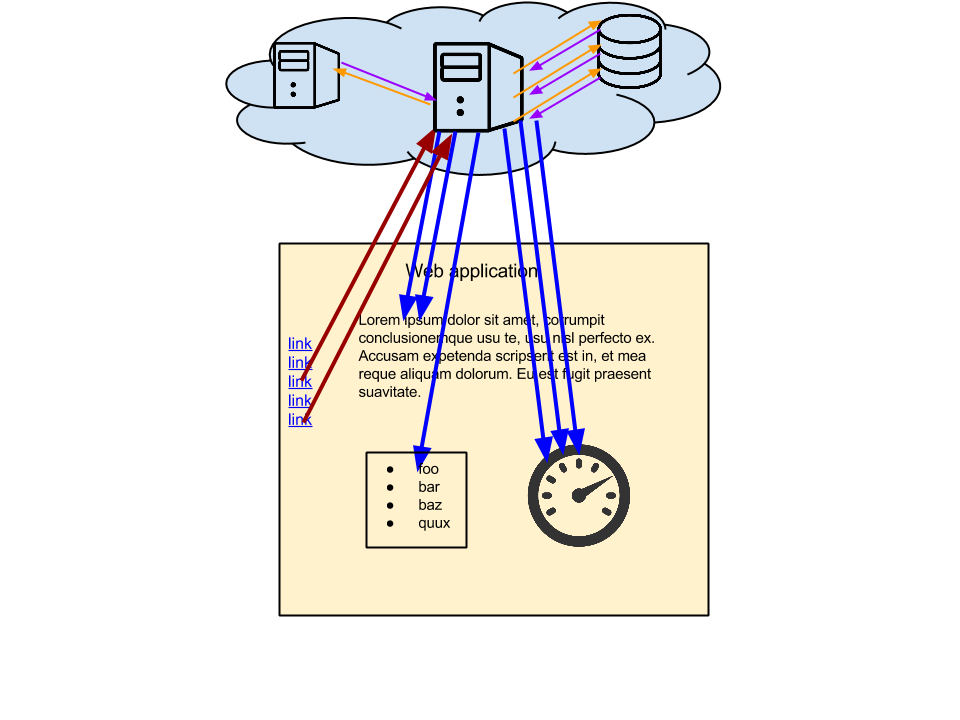 Web application
Lorem ipsum dolor sit amet, corrumpit
conclusionemque usu te, usu nisl perfecto ex.
Accusam expetenda scripserit est in, et mea
reque aliquam dolorum. Eu est fugit praesent
suavitate.
link
link
link
link
link
foo
bar
baz
quux